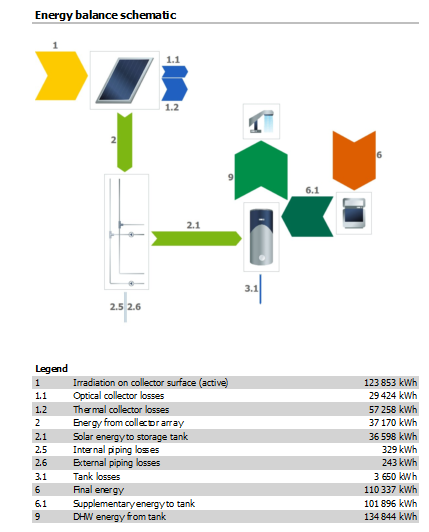 Energy balance schematic
1
1.1
1.2
2
6
9
6.1
2.1
3.1
2.5 2.6
Legend
1 Irradiation on collector surface (active) 123 853 kWh
1.1 Optical collector losses 29 424 kWh
1.2 Thermal collector losses 57 258 kWh
2 Energy from collector array 37 170 kWh
2.1 Solar energy to storage tank 36 598 kWh
2.5 Internal piping losses 329 kWh
2.6 External piping losses 243 kWh
3.1 Tank losses 3 650 kWh
6 Final energy 110 337 kWh
6.1 Supplementary energy to tank 101 896 kWh
9 DHW energy from tank 134 844 kWh